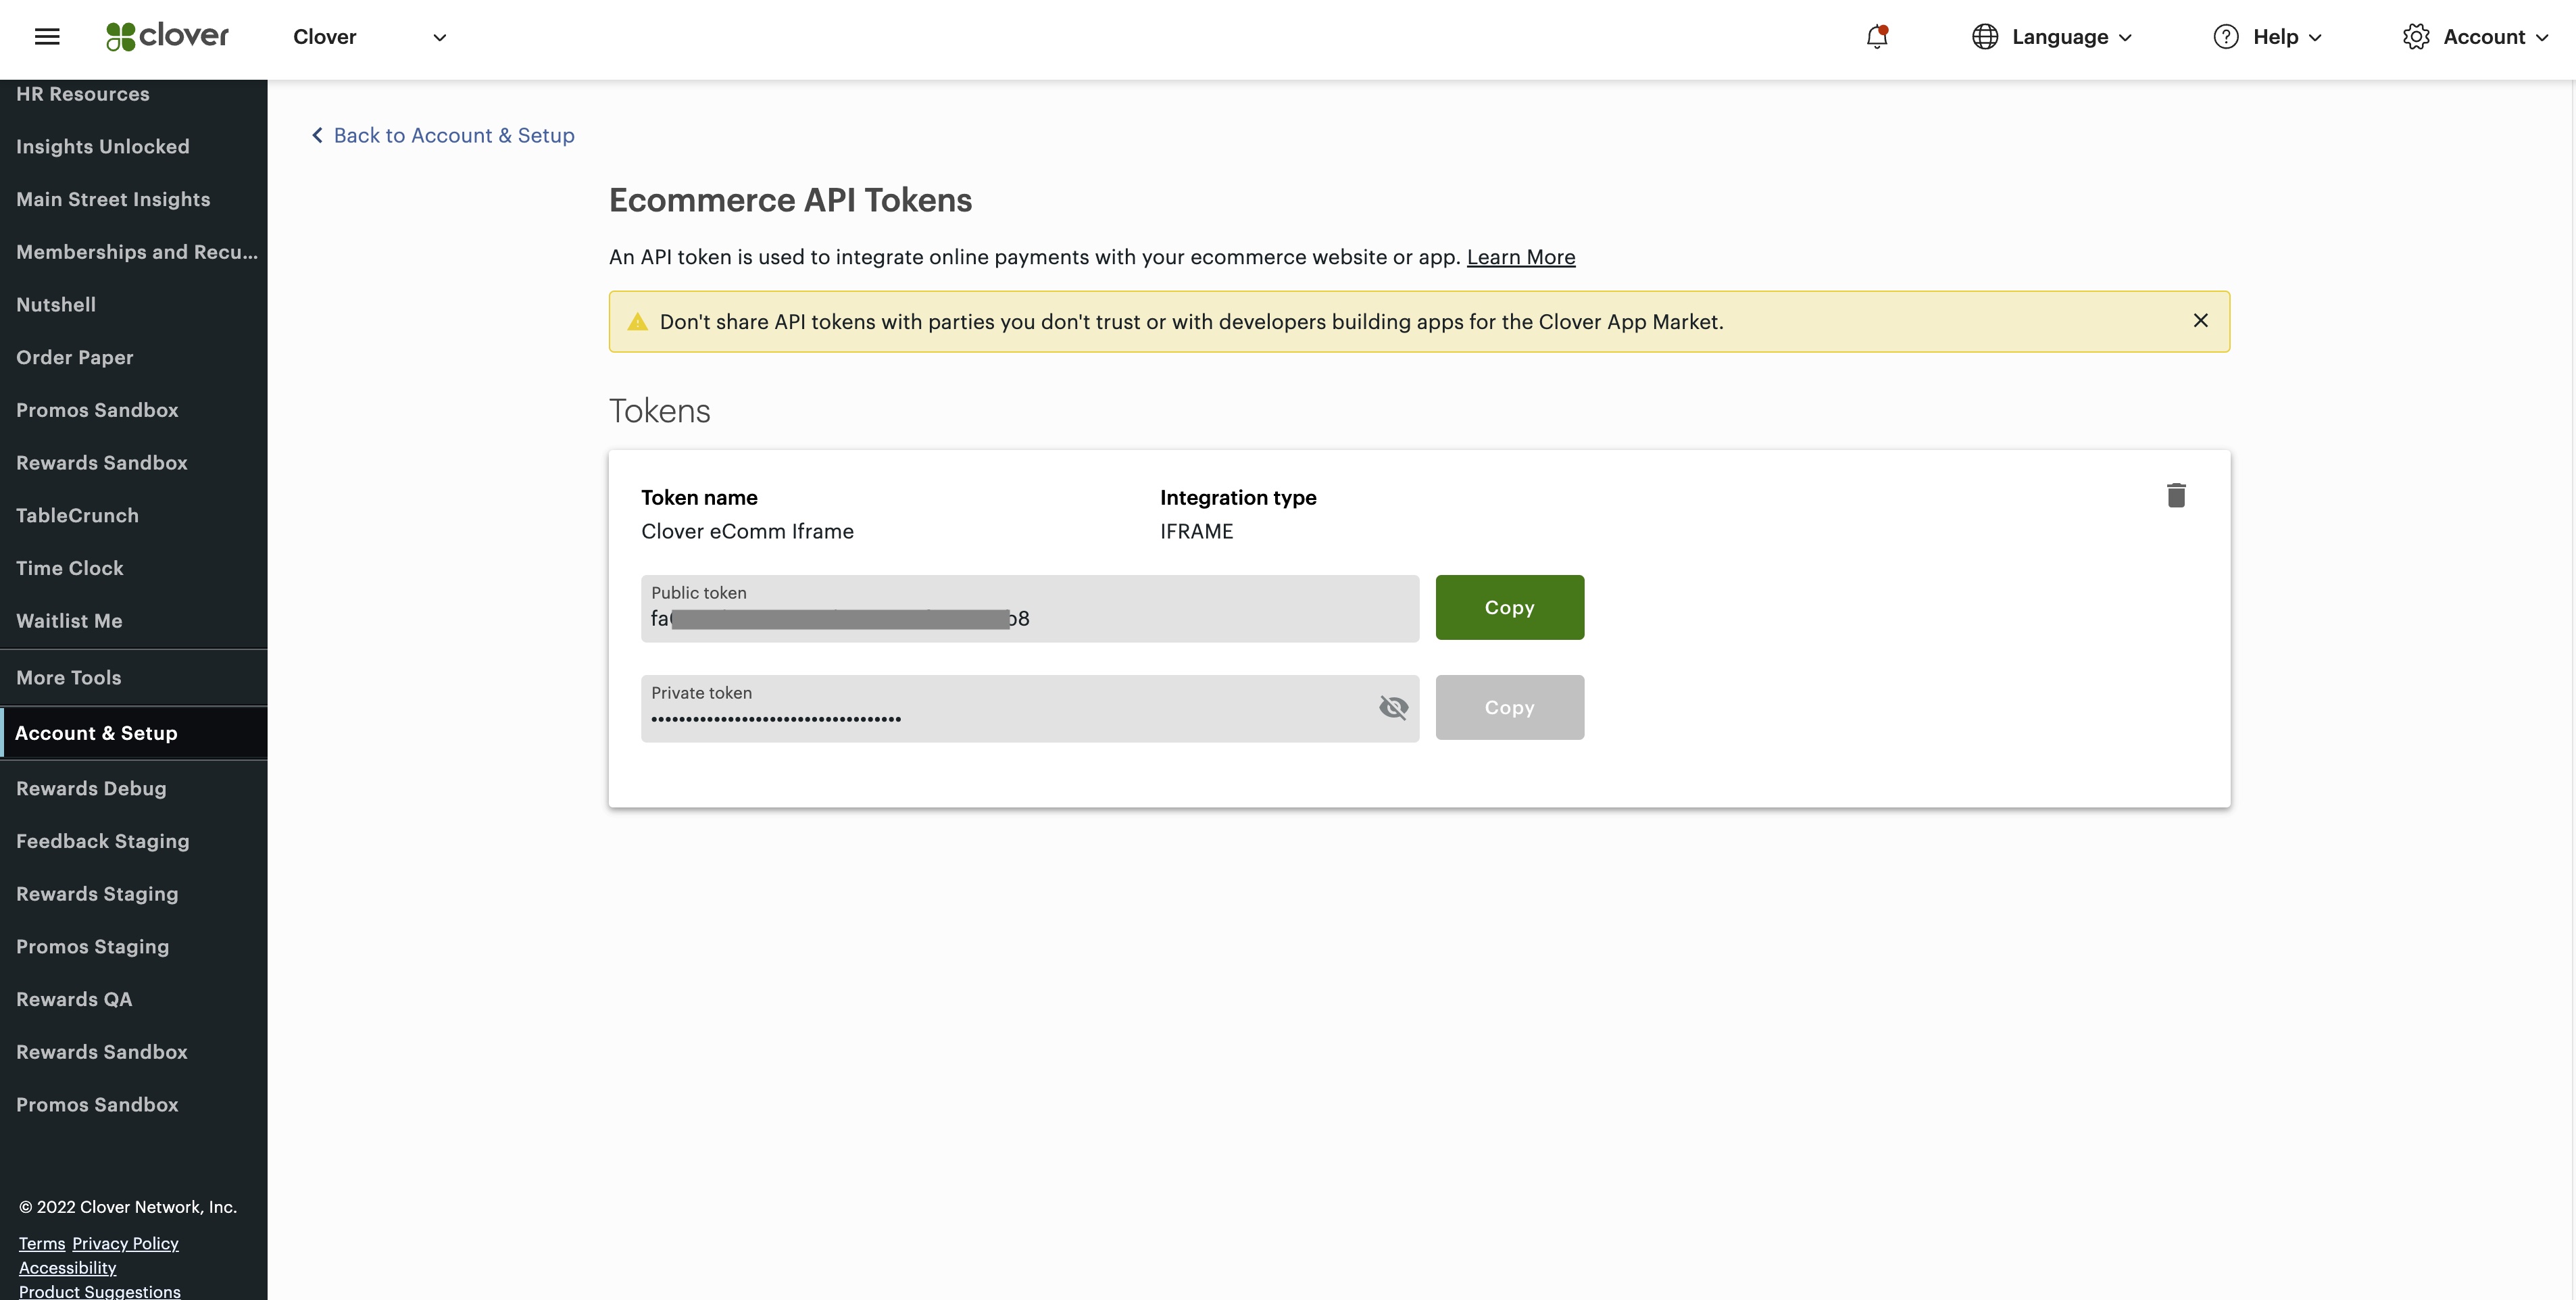 clover
Clover
Language
Help
Account
HR Resources
Insights Unlocked
Main Street Insights
Memberships and Recu...
Nutshell
Order Paper
Promos Sandbox
Rewards Sandbox
TableCrunch
Time Clock
Waitlist Me
More Tools
Account & Setup
Rewards Debug
Feedback Staging
Rewards Staging
Promos Staging
Rewards QA
Rewards Sandbox
Promos Sandbox
© 2022 Clover Network, Inc.
Terms Privacy Policy
Accessibility
Product Suggestions
Back to Account & Setup
Ecommerce API Tokens
An API token is used to integrate online payments with your ecommerce website or app. Learn More
Don't share API tokens with parties you don't trust or with developers building apps for the Clover App Market.
Tokens
Token name
Clover eComm Iframe
Integration type
IFRAME
Public token
Copy
Private token
••••••••••••••••••••••••••••••••••••
Copy